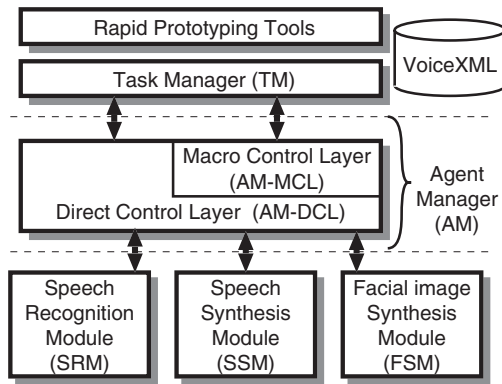 Rapid Prototyping Tools
VoiceXML
Task Manager (TM)
Macro Control Layer
(AM-MCL)
Direct Control Layer (AM-DCL)
Agent
Manager
(AM)
Speech
Recognition
Module
(SRM)
Speech
Synthesis
Module
(SSM)
Facial image
Synthesis
Module
(FSM)